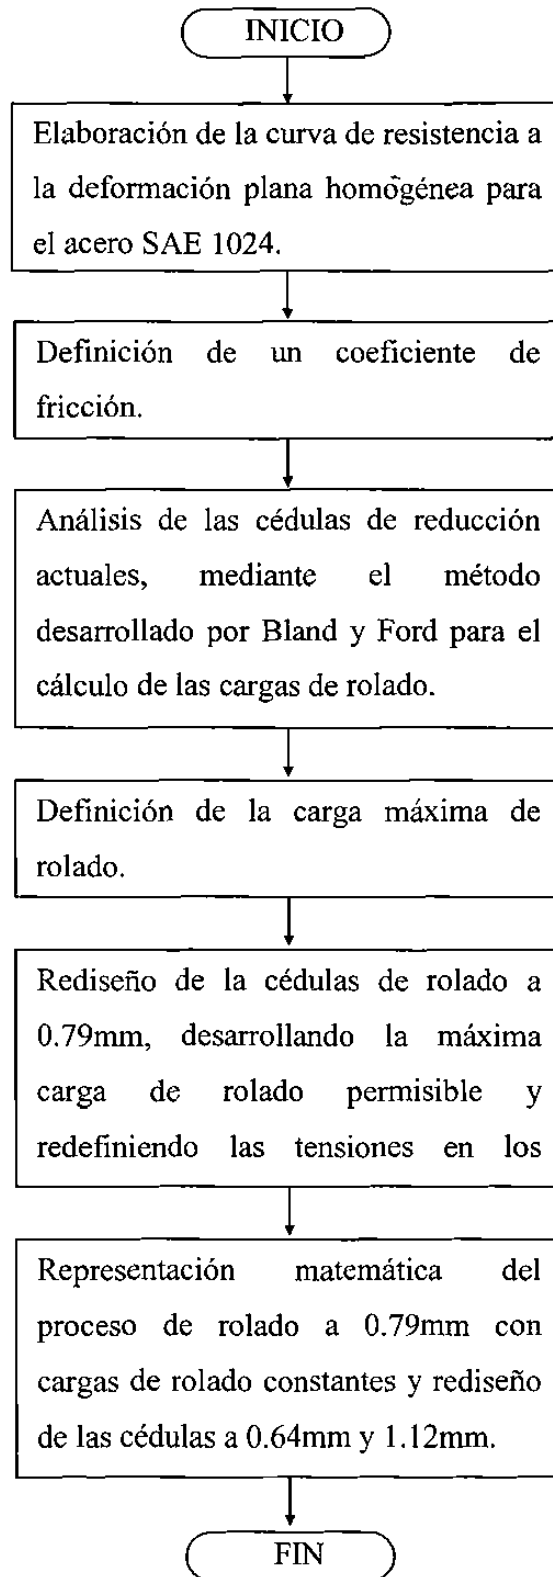 INICIO
Elaboración de la curva de resistencia a
la deformación plana homogénea para
el acero SAE 1024.
Definición de un coeficiente de
fricción.
Análisis de las cédulas de reducción
actuales, mediante el método
desarrollado por Bland y Ford para el
cálculo de las cargas de rolado.
Definición de la carga máxima de
rolado.
Rediseño de la cédulas de rolado a
0.79mm, desarrollando la máxima
carga de rolado permisible y
redefiniendo las tensiones en los
Representación matemática del
proceso de rolado a 0.79mm con
cargas de rolado constantes y rediseño
de las cédulas a 0.64mm y 1.12mm.
FIN